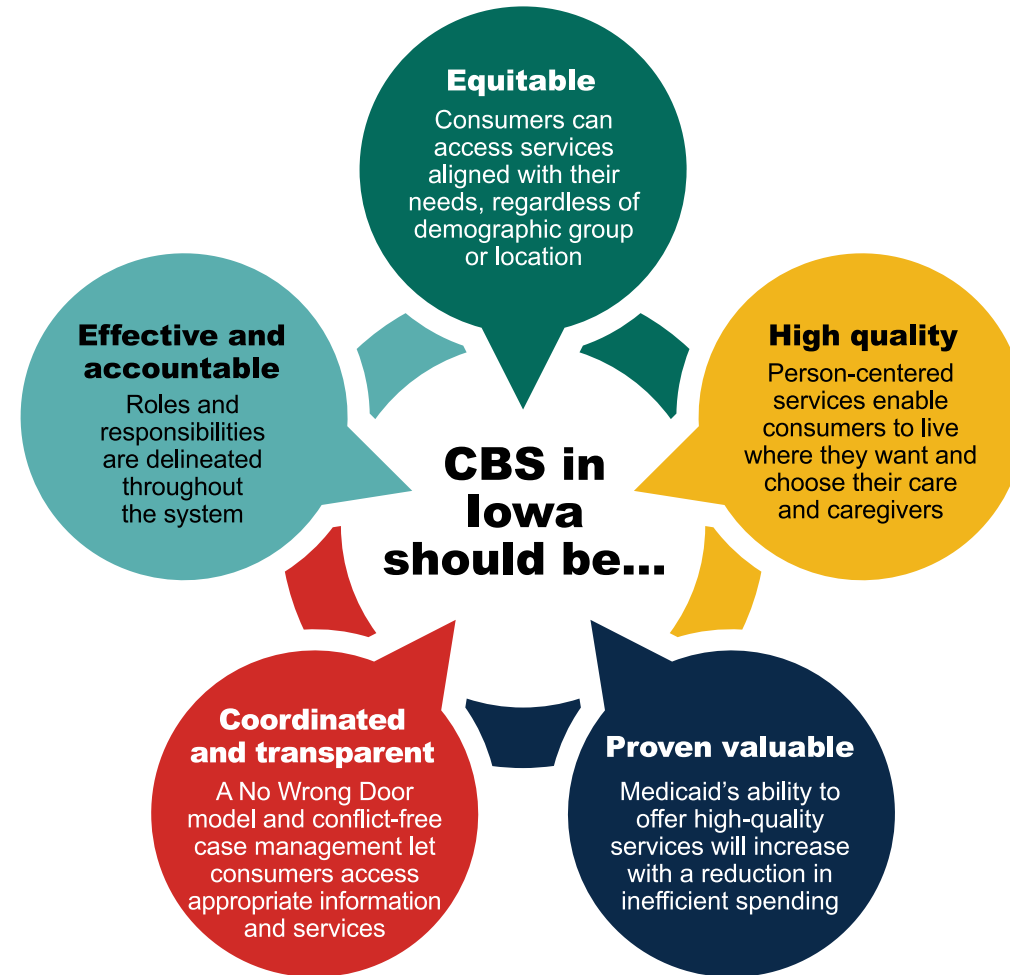 Equitable
Consumers can
access services
aligned with their
needs, regardless of
demographic group
or location
High quality
Person-centered
services enable
consumers to live
where they want and
choose their care
and caregivers
Proven valuable
Medicaid’s ability to
offer high-quality
services will increase
with a reduction in
inefficient spending
Coordinated
and transparent
A No Wrong Door
model and conflict-free
case management let
consumers access
appropriate information
and services
Effective and
accountable
Roles and
responsibilities
are delineated
throughout
the system
CBS in
Iowa
should be...